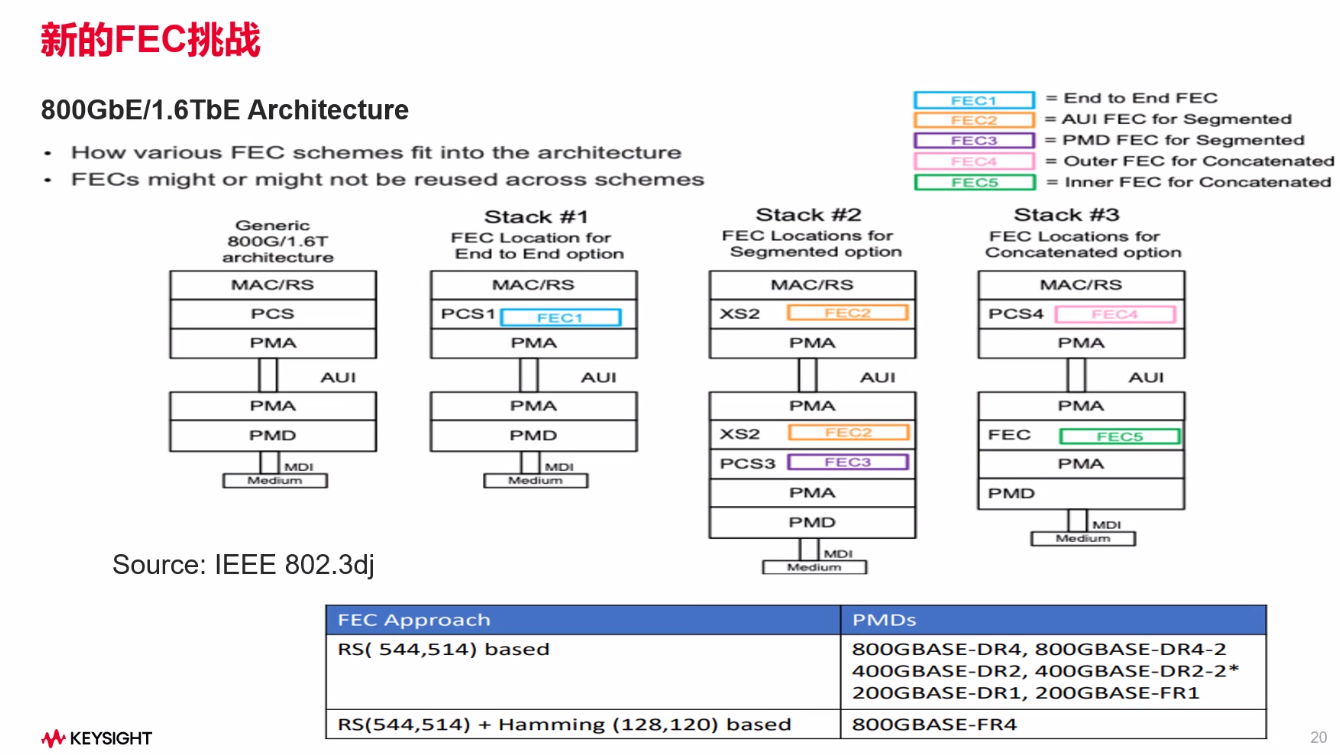 新的FEC挑战
800GbE/1.6TbE Architecture
• How various FEC schemes fit into the architecture
• FECs might or might not be reused across schemes
FEC1 = End to End FEC
FEC2 = AUI FEC for Segmented
FEC3 = PMD FEC for Segmented
FEC4 = Outer FEC for Concatenated
FEC5 = Inner FEC for Concatenated
Generic
800G/1.6T
architecture
MAC/RS
PCS
PMA
AUI
PMA
PMD
MDI
Medium
Stack #1
FEC Location for
End to End option
MAC/RS
PCS1 FEC1
PMA
AUI
PMA
PMD
MDI
Medium
Stack #2
FEC Locations for
Segmented option
MAC/RS
XS2 FEC2
PMA
AUI
PMA
XS2 FEC2
PCS3 FEC3
PMA
PMD
MDI
Medium
Stack #3
FEC Locations for
Concatenated option
MAC/RS
PCS4 FEC4
PMA
AUI
PMA
FEC FEC5
PMA
PMD
MDI
Medium
Source: IEEE 802.3dj
FEC Approach PMDs
RS( 544,514) based 800GBASE-DR4, 800GBASE-DR4-2
400GBASE-DR2, 400GBASE-DR2-2*
200GBASE-DR1, 200GBASE-FR1
RS(544,514) + Hamming (128,120) based 800GBASE-FR4
KEYSIGHT
20